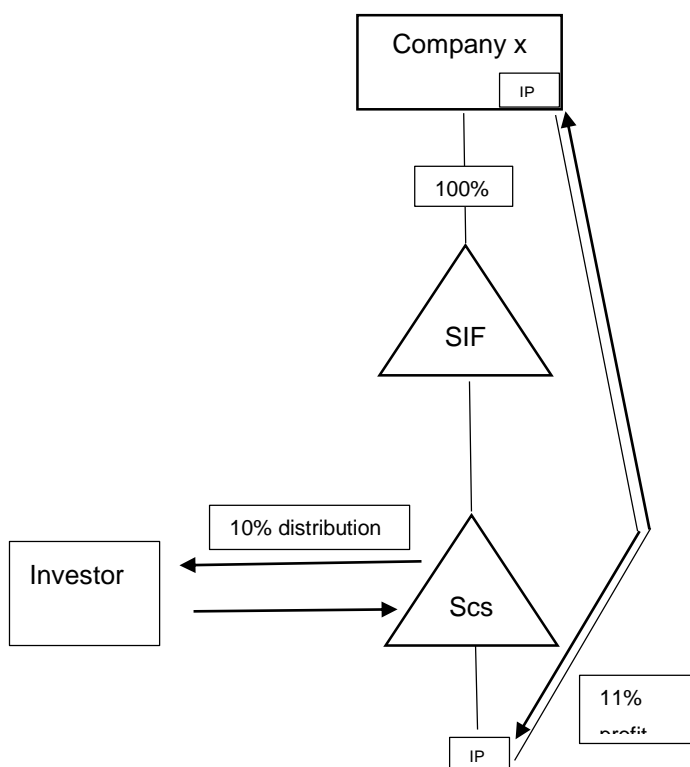 Company x
IP
100%
SIF
10% distribution
Investor
Scs
11%
IP